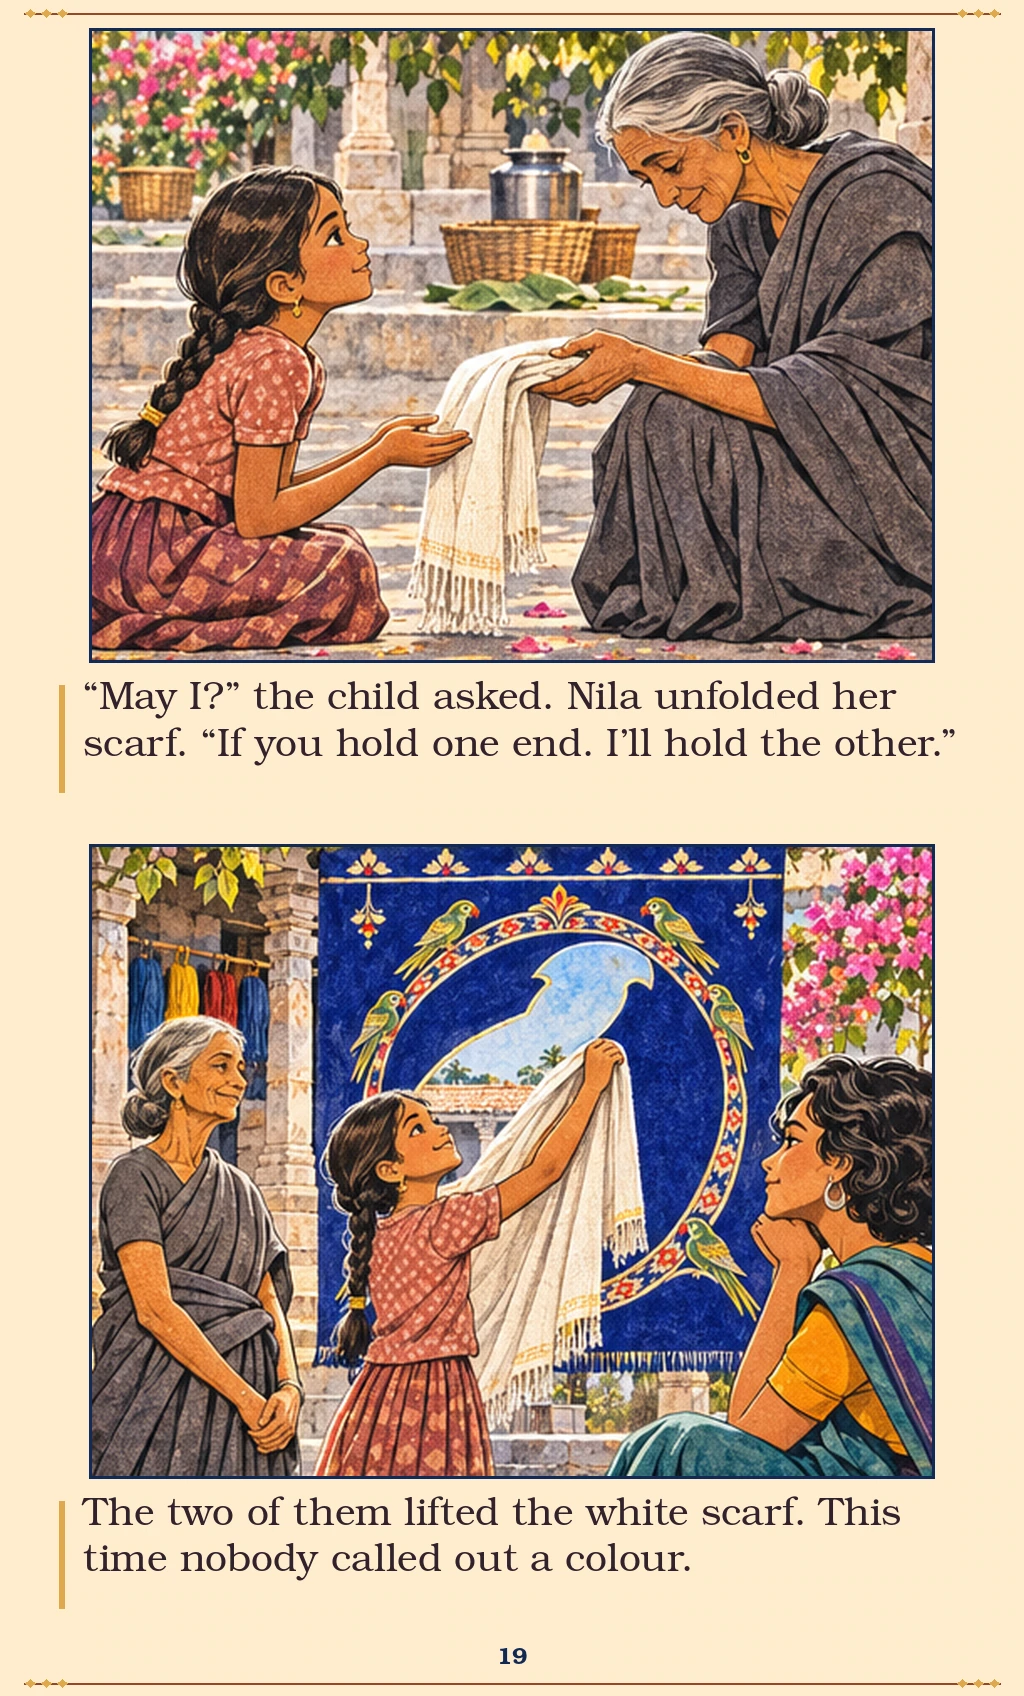 “May I?” the child asked. Nila unfolded her
scarf. “If you hold one end. I’ll hold the other.”
The two of them lifted the white scarf. This
time nobody called out a colour.
19